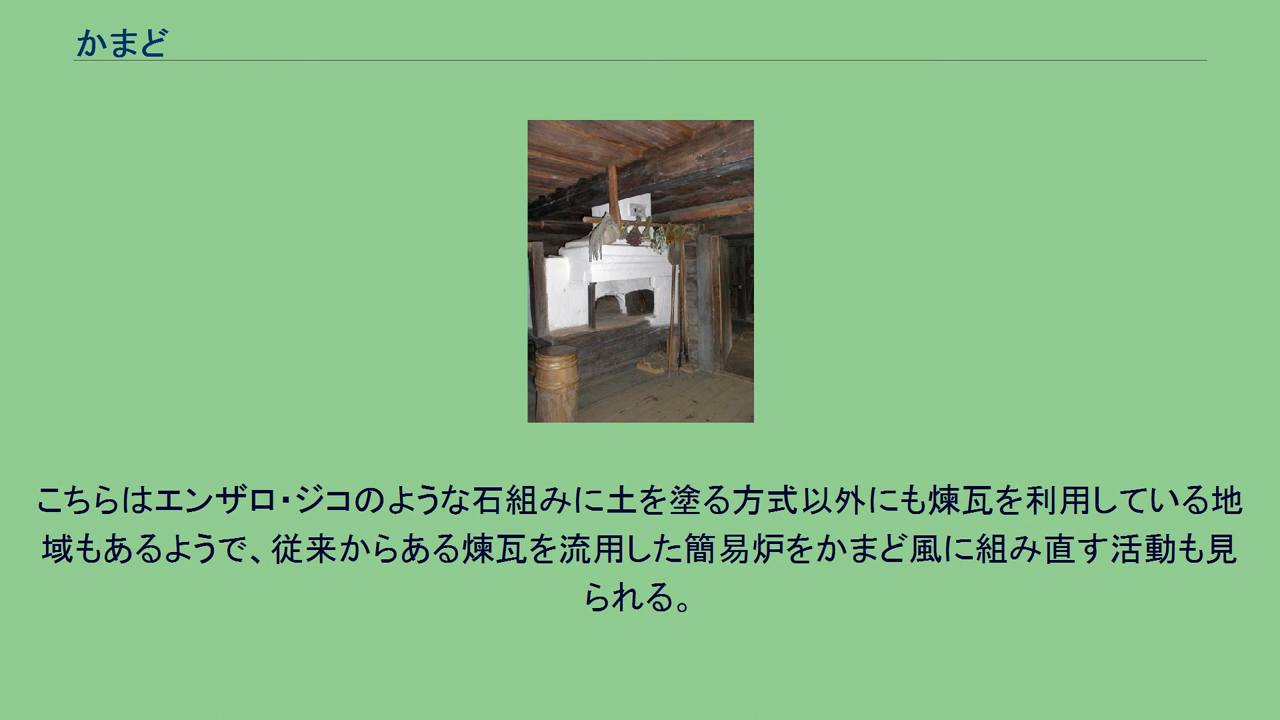 かまど
こちらはエンザロ・ジコのような石組みに土を塗る方式以外にも煉瓦を利用している地
域もあるようで、従来からある煉瓦を流用した簡易炉をかまど風に組み直す活動も見
られる。